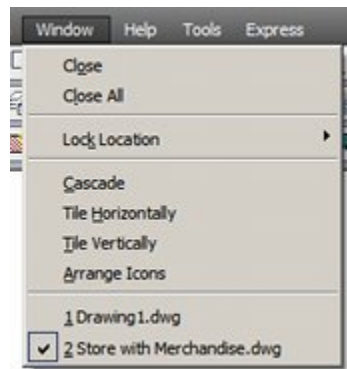 Window Help Tools Express
Close
Close All
Lock Location
Cascade
Tile Horizontally
Tile Vertically
Arrange Icons
1 Drawing1.dwg
2 Store with Merchandise.dwg